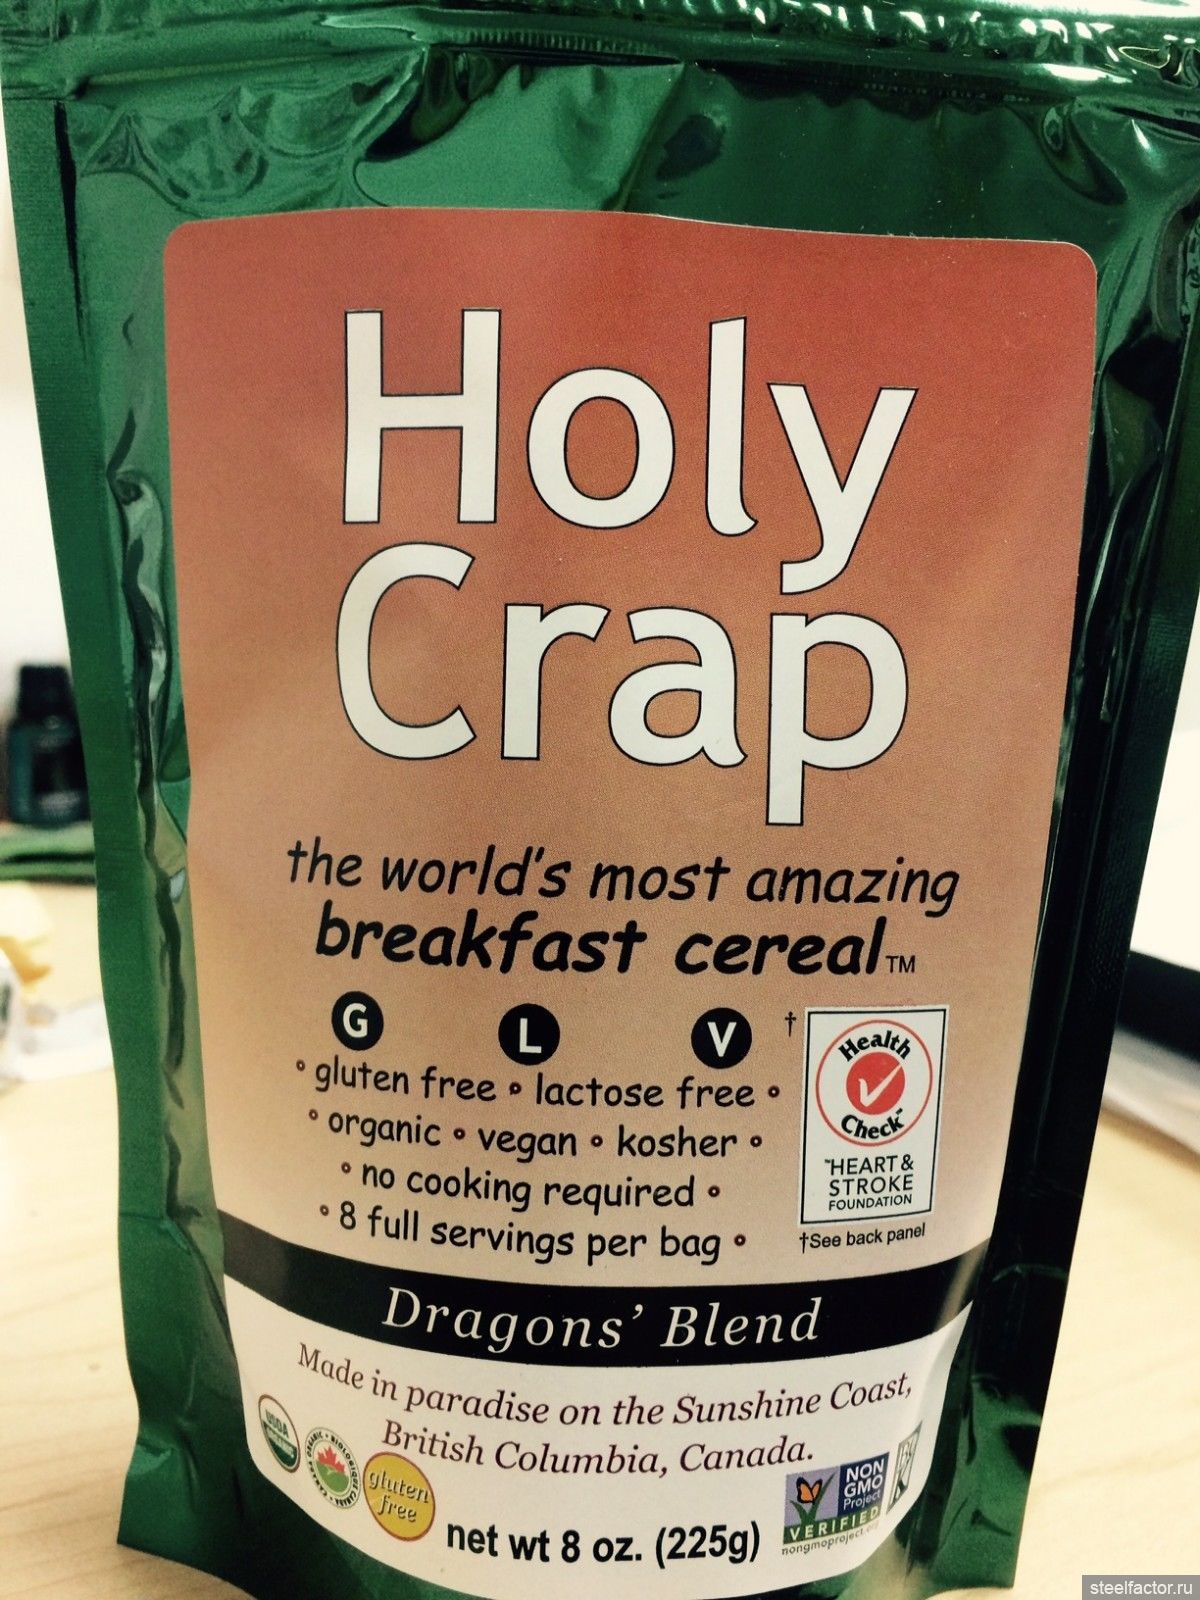 Holy
Crap
the world's most amazing
breakfast cereal™
G L V †
° gluten free ° lactose free °
° organic ° vegan ° kosher °
° no cooking required °
° 8 full servings per bag °
Health
Check™
™HEART &
STROKE
FOUNDATION
†See back panel
Dragons' Blend
Made in paradise on the Sunshine Coast,
British Columbia, Canada.
USDA
ORGANIC
gluten
free
NON
GMO
Project
VERIFIED
nongmoproject.org
net wt 8 oz. (225g)
steelfactor.ru